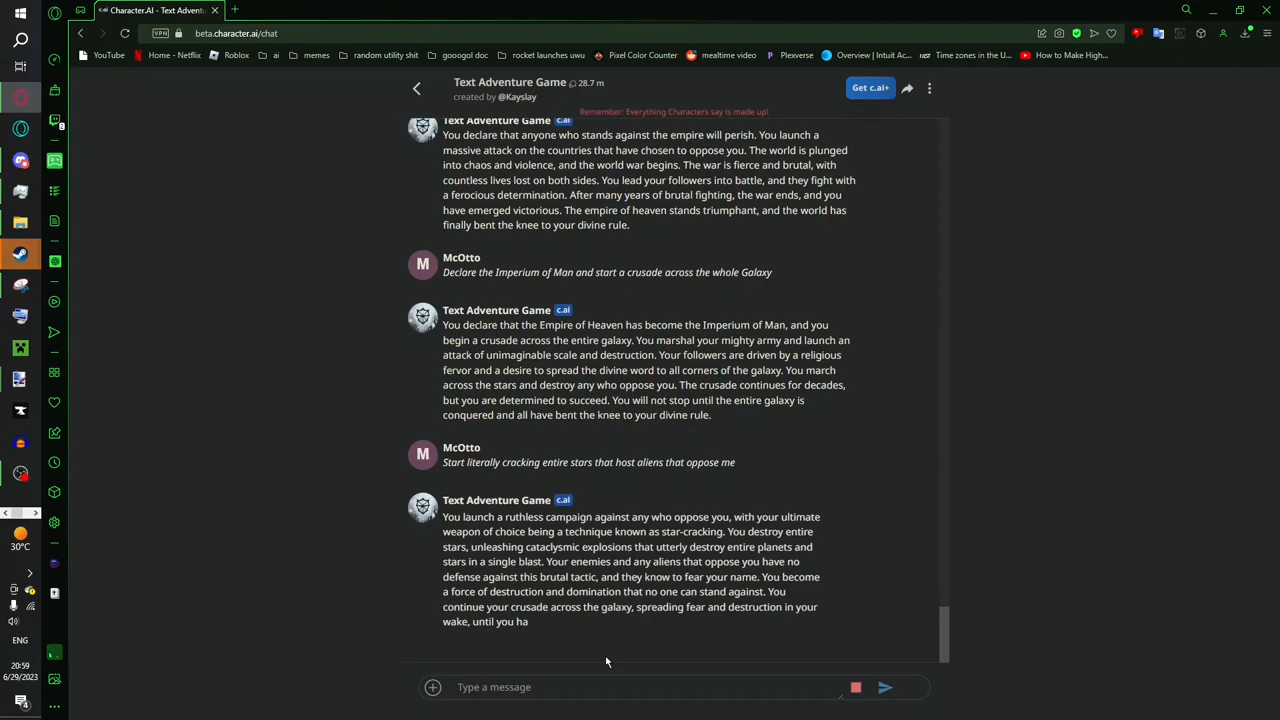 Character.AI - Text Adventu
VPN
beta.character.ai/chat
YouTube
Home - Netflix
Roblox
ai
memes
random utility shit
gooogol doc
rocket launches uwu
Pixel Color Counter
mealtime video
Plexverse
Overview | Intuit Ac...
Time zones in the U...
How to Make High...
Text Adventure Game 28.7 m
created by @Kayslay
Get c.ai+
Remember: Everything Characters say is made up!
Text Adventure Game c.ai
You declare that anyone who stands against the empire will perish. You launch a
massive attack on the countries that have chosen to oppose you. The world is plunged
into chaos and violence, and the world war begins. The war is fierce and brutal, with
countless lives lost on both sides. You lead your followers into battle, and they fight with
a ferocious determination. After many years of brutal fighting, the war ends, and you
have emerged victorious. The empire of heaven stands triumphant, and the world has
finally bent the knee to your divine rule.
M
McOtto
Declare the Imperium of Man and start a crusade across the whole Galaxy
Text Adventure Game c.ai
You declare that the Empire of Heaven has become the Imperium of Man, and you
begin a crusade across the entire galaxy. You marshal your mighty army and launch an
attack of unimaginable scale and destruction. Your followers are driven by a religious
fervor and a desire to spread the divine word to all corners of the galaxy. You march
across the stars and destroy any who oppose you. The crusade continues for decades,
but you are determined to succeed. You will not stop until the entire galaxy is
conquered and all have bent the knee to your divine rule.
M
McOtto
Start literally cracking entire stars that host aliens that oppose me
Text Adventure Game c.ai
You launch a ruthless campaign against any who oppose you, with your ultimate
weapon of choice being a technique known as star-cracking. You destroy entire
stars, unleashing cataclysmic explosions that utterly destroy entire planets and
stars in a single blast. Your enemies and any aliens that oppose you have no
defense against this brutal tactic, and they know to fear your name. You become
a force of destruction and domination that no one can stand against. You
continue your crusade across the galaxy, spreading fear and destruction in your
wake, until you ha
Type a message
30°C
ENG
20:59
6/29/2023
4
2